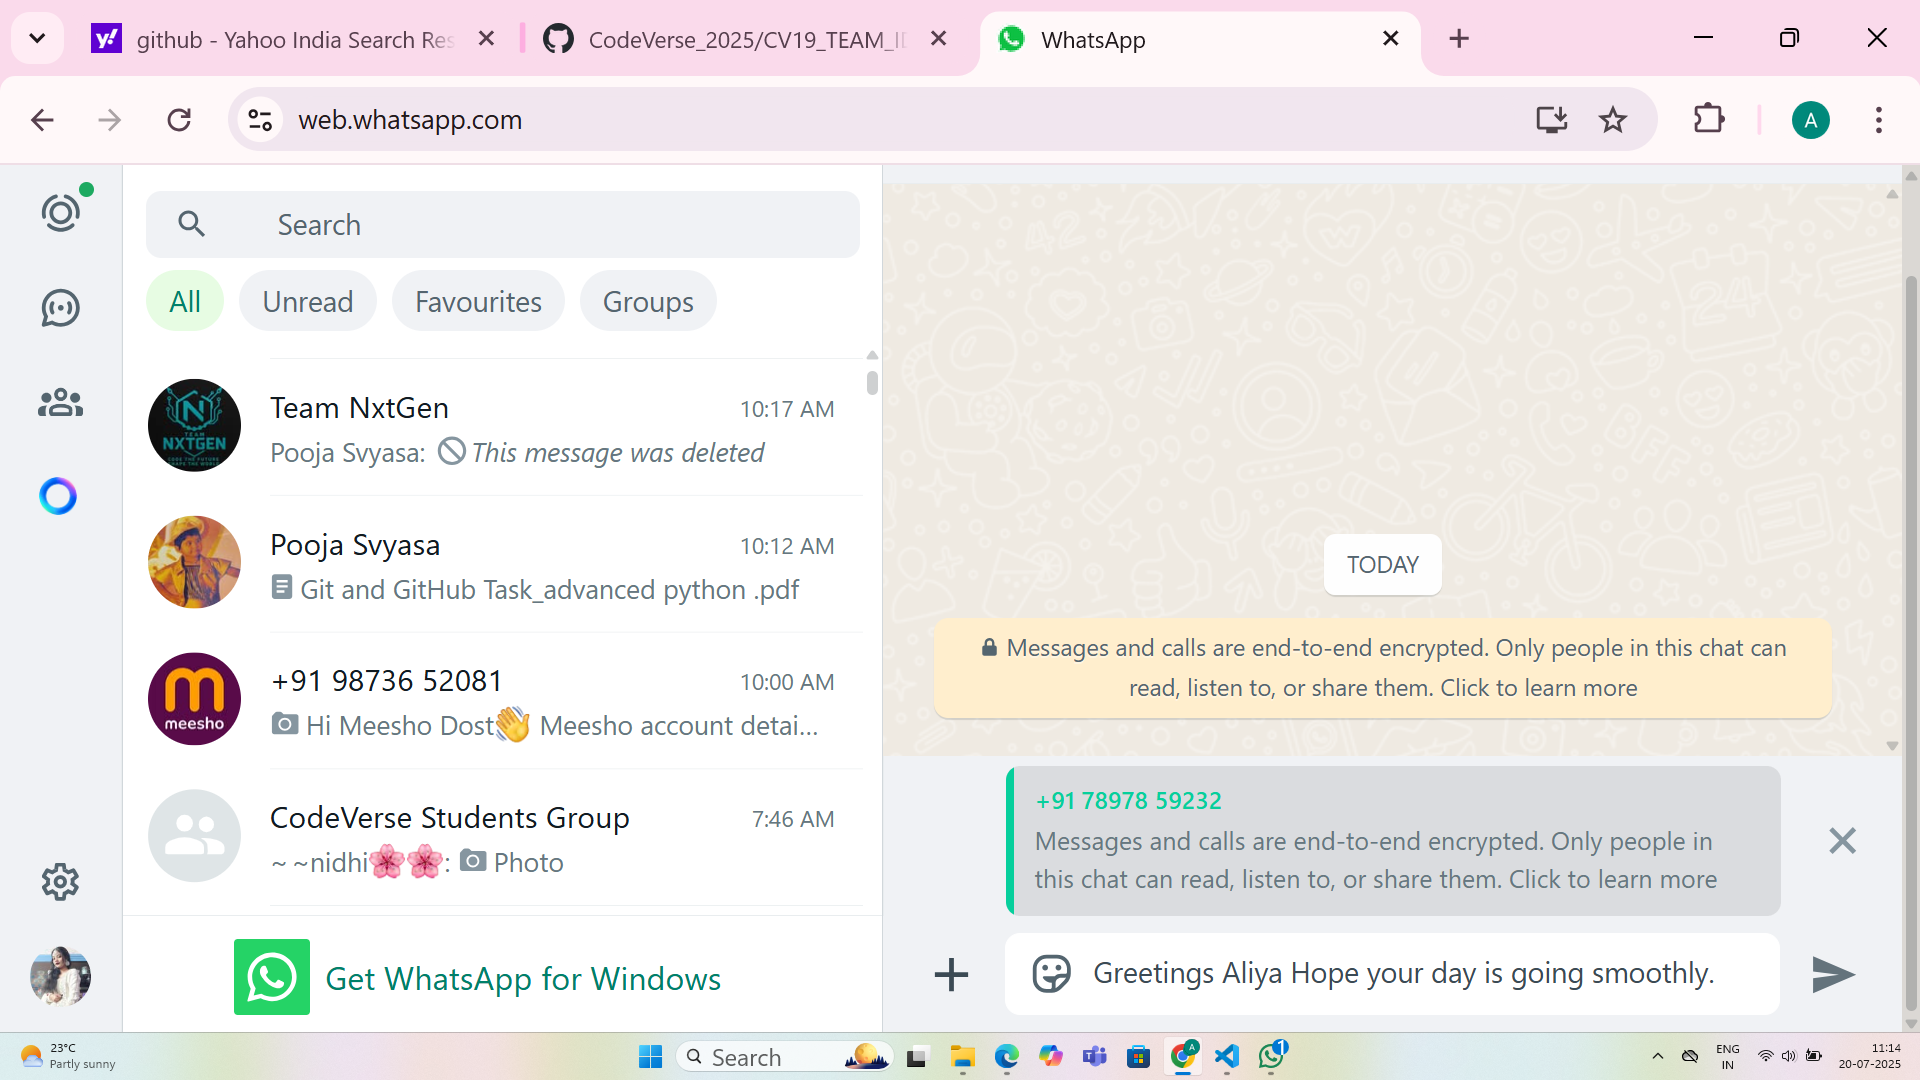 github - Yahoo India Search Res
CodeVerse_2025/CV19_TEAM_I
WhatsApp
web.whatsapp.com
A
Search
All
Unread
Favourites
Groups
Team NxtGen
10:17 AM
Pooja Svyasa: This message was deleted
NXTGEN
Pooja Svyasa
10:12 AM
Git and GitHub Task_advanced python .pdf
+91 98736 52081
10:00 AM
Hi Meesho Dost👋 Meesho account detai...
meesho
CodeVerse Students Group
7:46 AM
~ ~nidhi🌸🌸: Photo
Get WhatsApp for Windows
TODAY
Messages and calls are end-to-end encrypted. Only people in this chat can
read, listen to, or share them. Click to learn more
+91 78978 59232
Messages and calls are end-to-end encrypted. Only people in
this chat can read, listen to, or share them. Click to learn more
Greetings Aliya Hope your day is going smoothly.
23°C
Partly sunny
Search
A
1
ENG
IN
11:14
20-07-2025